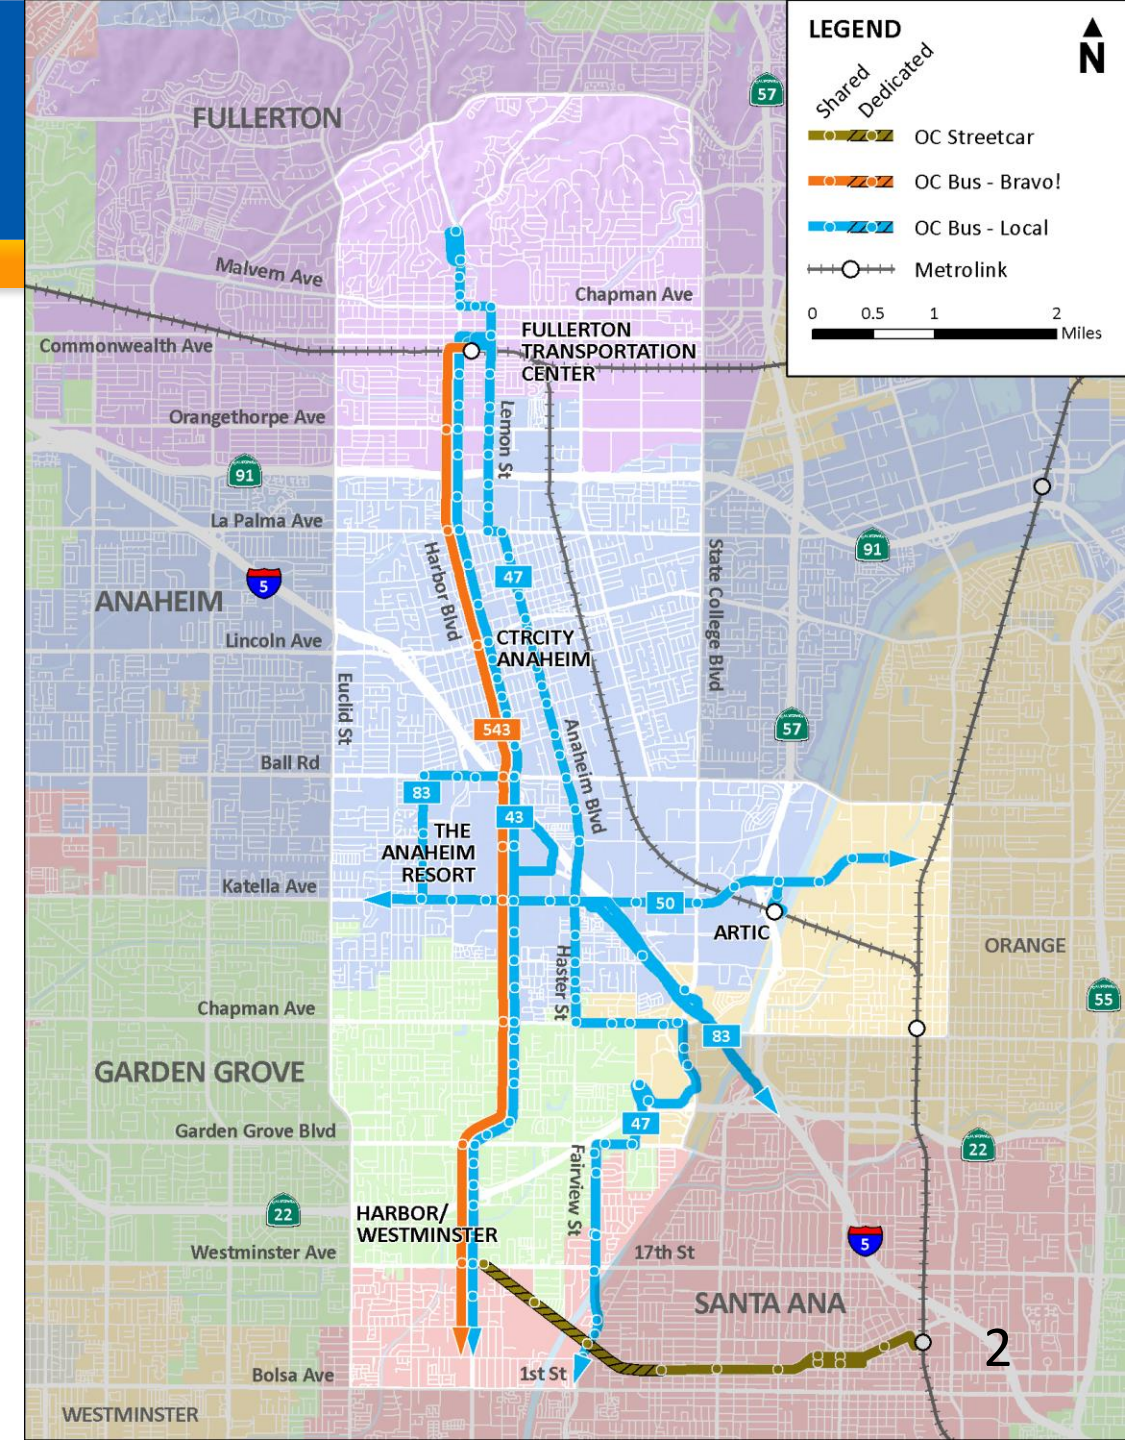 LEGEND
N
Shared
Dedicated
OC Streetcar
OC Bus - Bravo!
OC Bus - Local
Metrolink
0 0.5 1 2
Miles
57
FULLERTON
Malvern Ave
Chapman Ave
Commonwealth Ave
FULLERTON
TRANSPORTATION
CENTER
Orangethorpe Ave
Lemon St
91
La Palma Ave
Harbor Blvd
State College Blvd
91
5
47
ANAHEIM
Lincoln Ave
CTRCITY
ANAHEIM
Euclid St
543
57
Ball Rd
Anaheim Blvd
83
43
THE
ANAHEIM
RESORT
Katella Ave
50
ARTIC
ORANGE
Haster St
55
Chapman Ave
83
GARDEN GROVE
47
Garden Grove Blvd
22
Fairview St
22
HARBOR/
WESTMINSTER
Westminster Ave
17th St
5
SANTA ANA
2
Bolsa Ave
1st St
WESTMINSTER